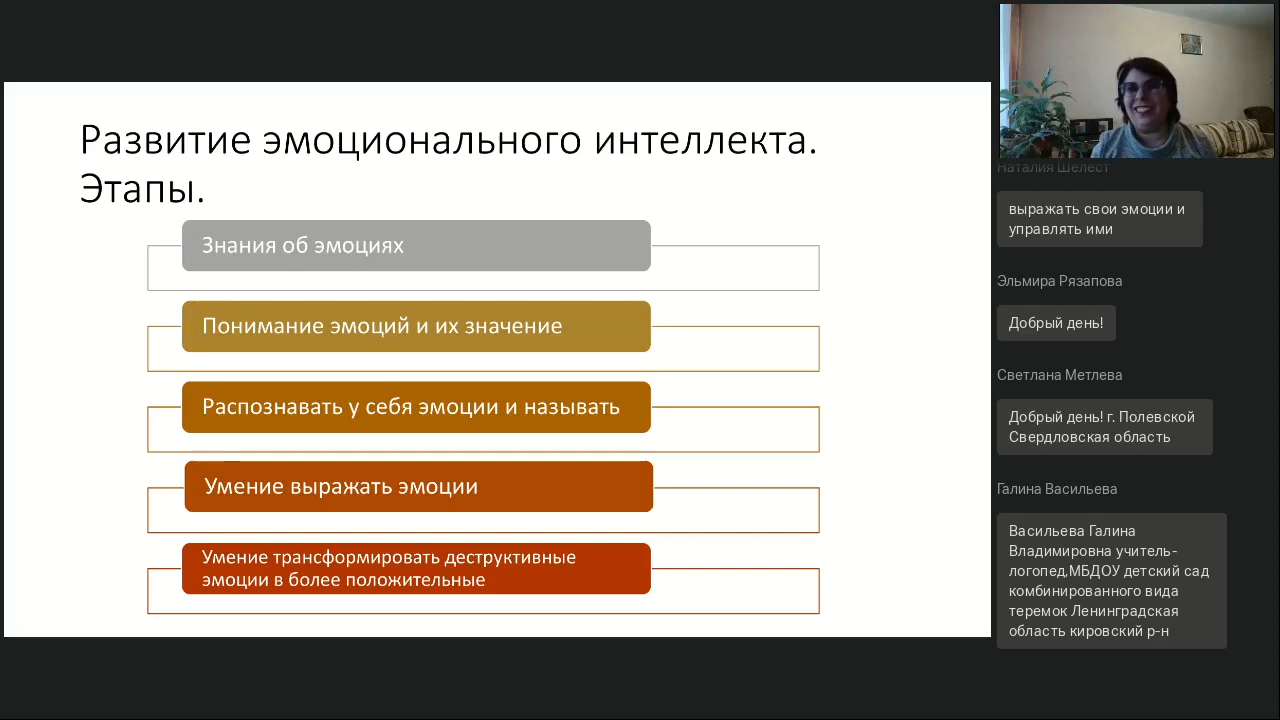 Развитие эмоционального интеллекта.
Этапы.
Знания об эмоциях
Понимание эмоций и их значение
Распознавать у себя эмоции и называть
Умение выражать эмоции
Умение трансформировать деструктивные
эмоции в более положительные
Наталия Шелест
выражать свои эмоции и
управлять ими
Эльмира Рязапова
Добрый день!
Светлана Метлева
Добрый день! г. Полевской
Свердловская область
Галина Васильева
Васильева Галина
Владимировна учитель-
логопед,МБДОУ детский сад
комбинированного вида
теремок Ленинградская
область кировский р-н